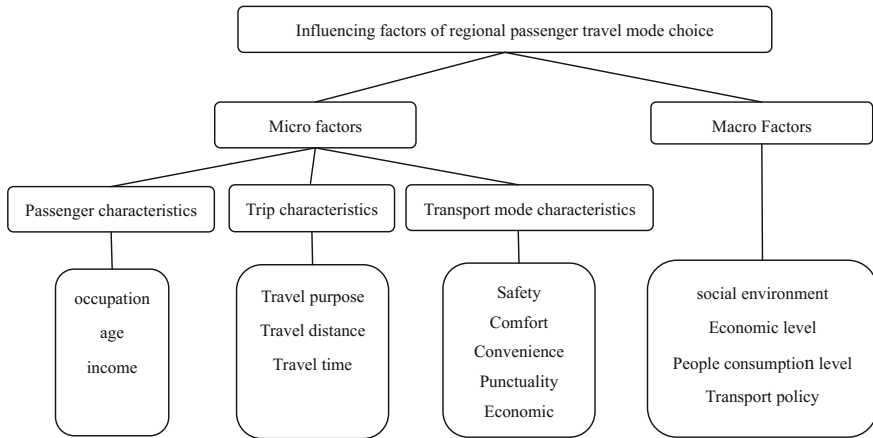 Influencing factors of regional passenger travel mode choice
Micro factors
Macro Factors
Passenger characteristics
Trip characteristics
Transport mode characteristics
occupation
age
income
Travel purpose
Travel distance
Travel time
Safety
Comfort
Convenience
Punctuality
Economic
social environment
Economic level
People consumption level
Transport policy